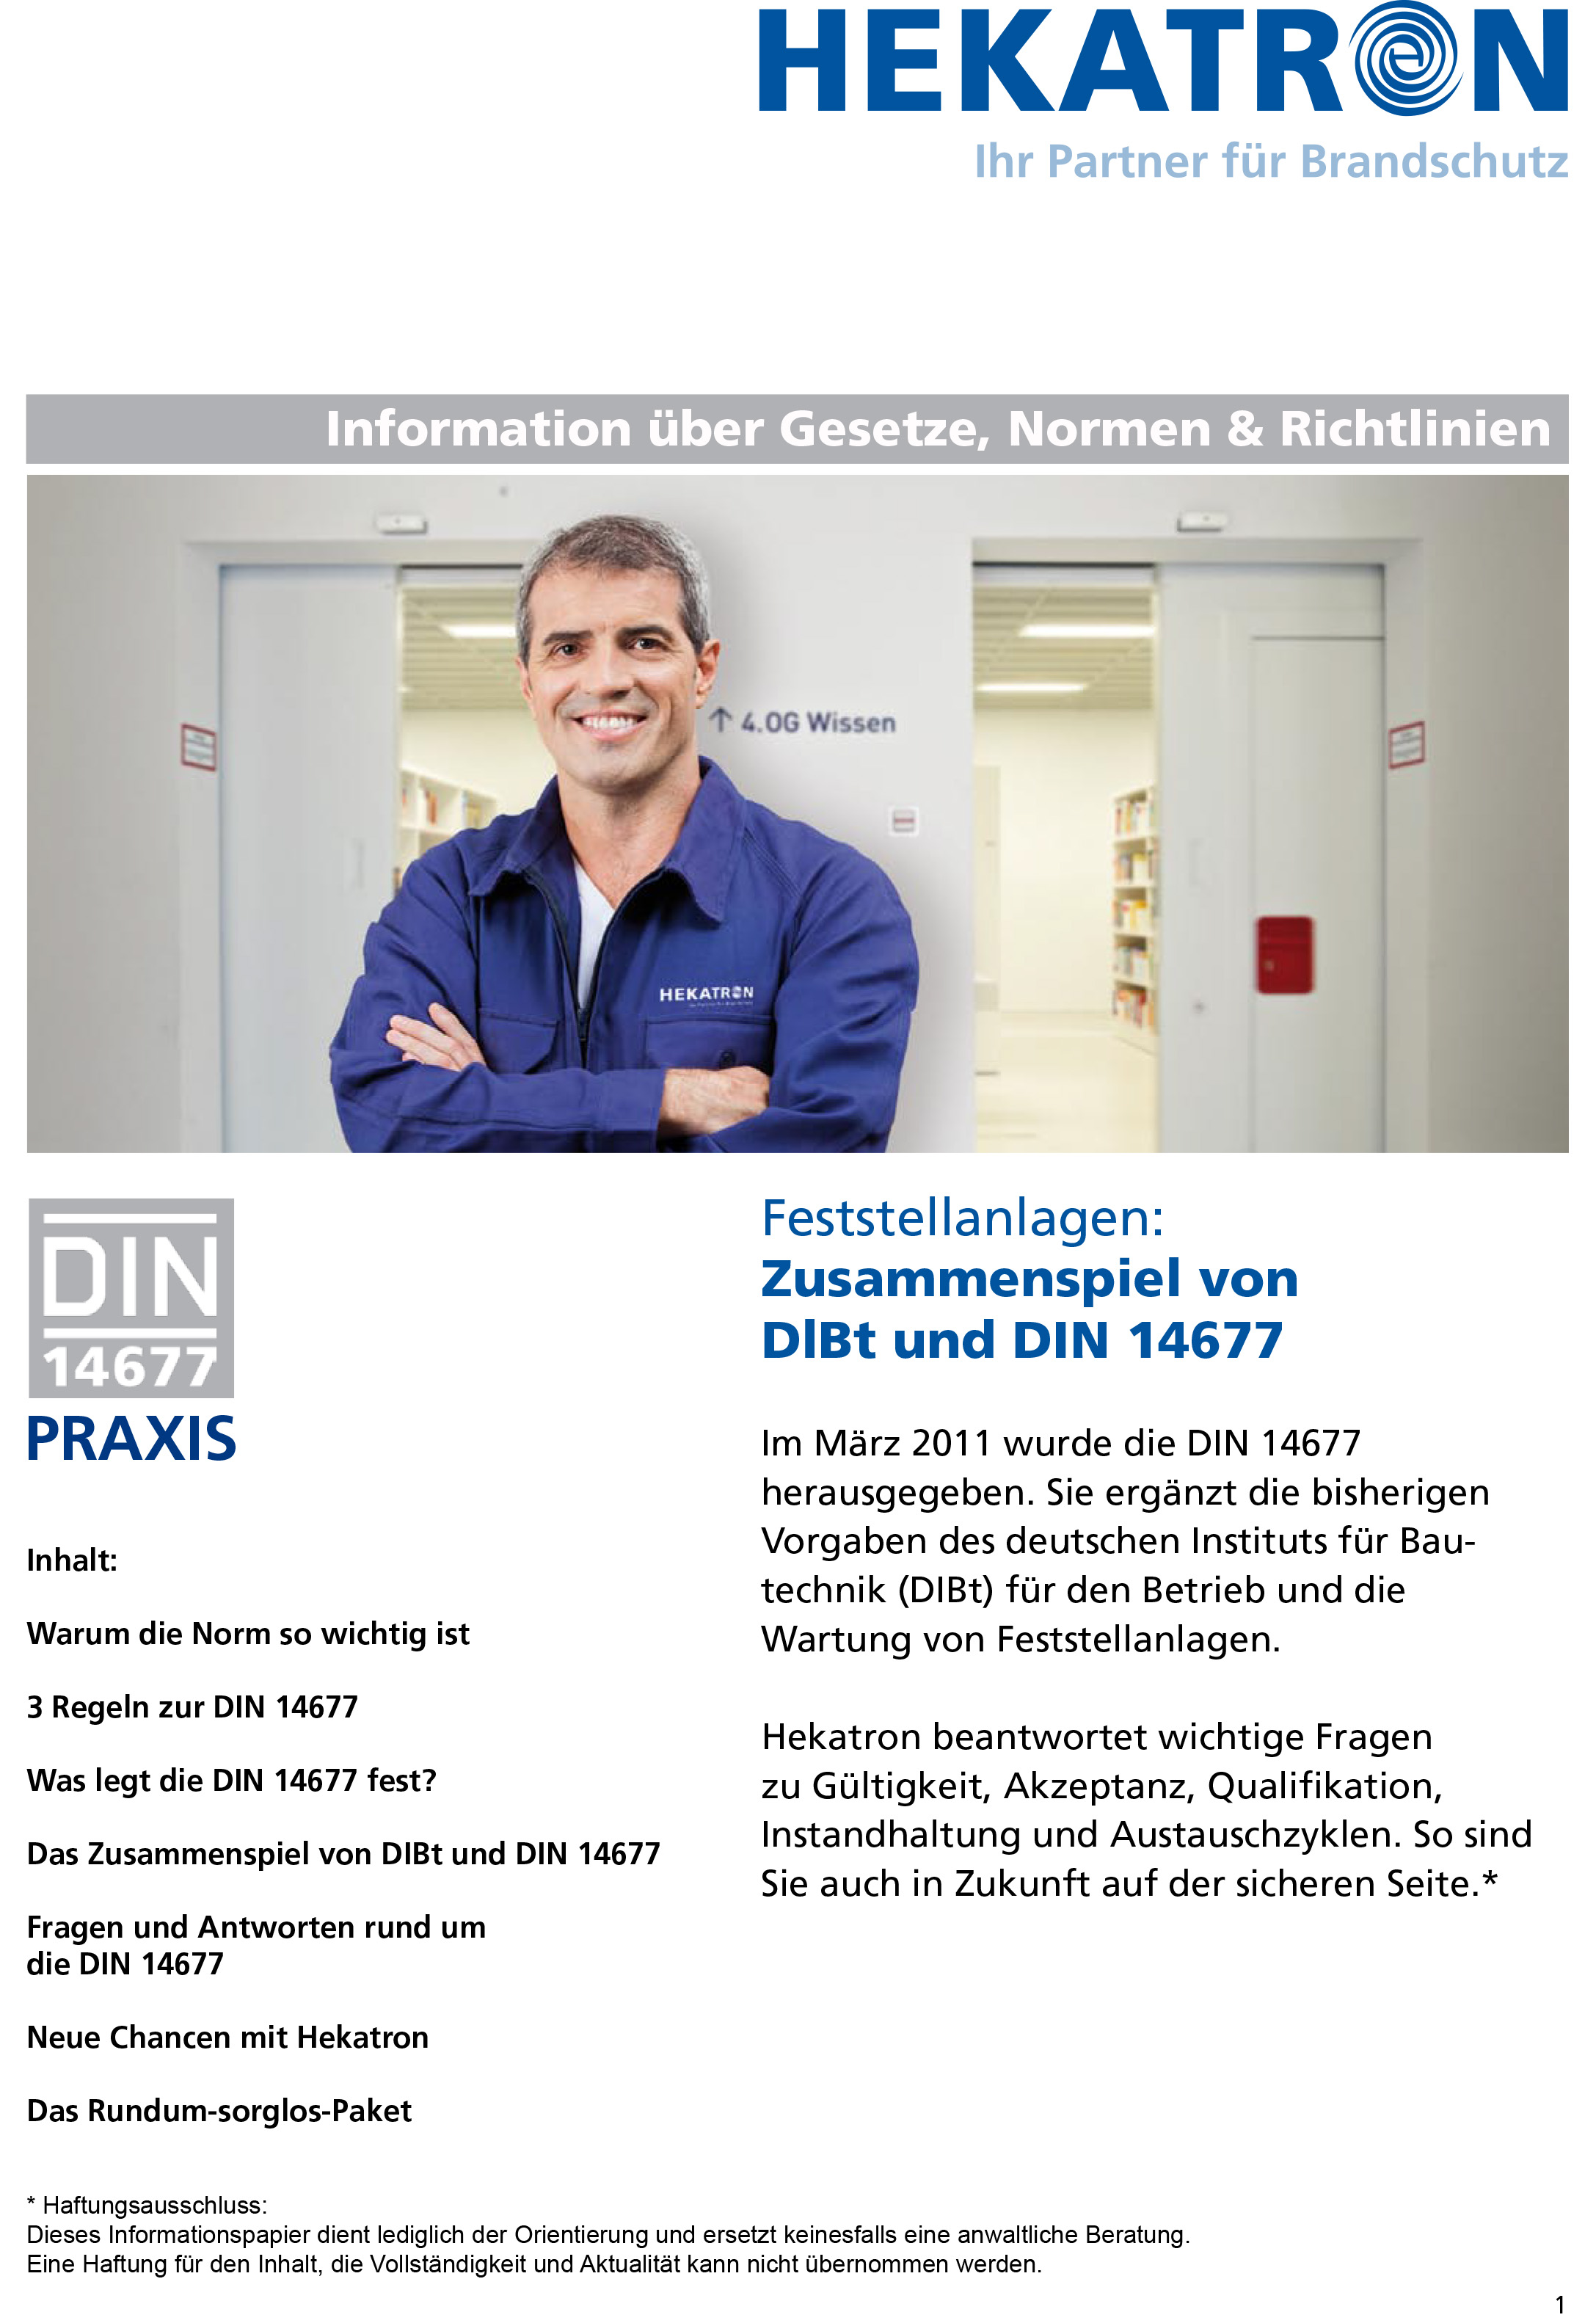 HEKATRON
Ihr Partner für Brandschutz
Information über Gesetze, Normen & Richtlinien
↑ 4.OG Wissen
HEKATRON
DIN
14677
PRAXIS
Inhalt:
Warum die Norm so wichtig ist
3 Regeln zur DIN 14677
Was legt die DIN 14677 fest?
Das Zusammenspiel von DIBt und DIN 14677
Fragen und Antworten rund um
die DIN 14677
Neue Chancen mit Hekatron
Das Rundum-sorglos-Paket
Feststellanlagen:
Zusammenspiel von
DIBt und DIN 14677
Im März 2011 wurde die DIN 14677
herausgegeben. Sie ergänzt die bisherigen
Vorgaben des deutschen Instituts für Bau-
technik (DIBt) für den Betrieb und die
Wartung von Feststellanlagen.
Hekatron beantwortet wichtige Fragen
zu Gültigkeit, Akzeptanz, Qualifikation,
Instandhaltung und Austauschzyklen. So sind
Sie auch in Zukunft auf der sicheren Seite.*
* Haftungsausschluss:
Dieses Informationspapier dient lediglich der Orientierung und ersetzt keinesfalls eine anwaltliche Beratung.
Eine Haftung für den Inhalt, die Vollständigkeit und Aktualität kann nicht übernommen werden.
1